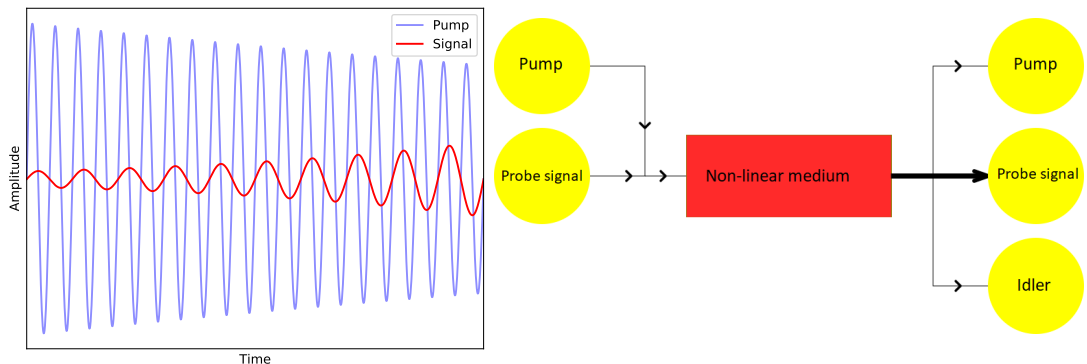 Pump
Signal
Amplitude
Time
Pump
Probe signal
Non-linear medium
Pump
Probe signal
Idler